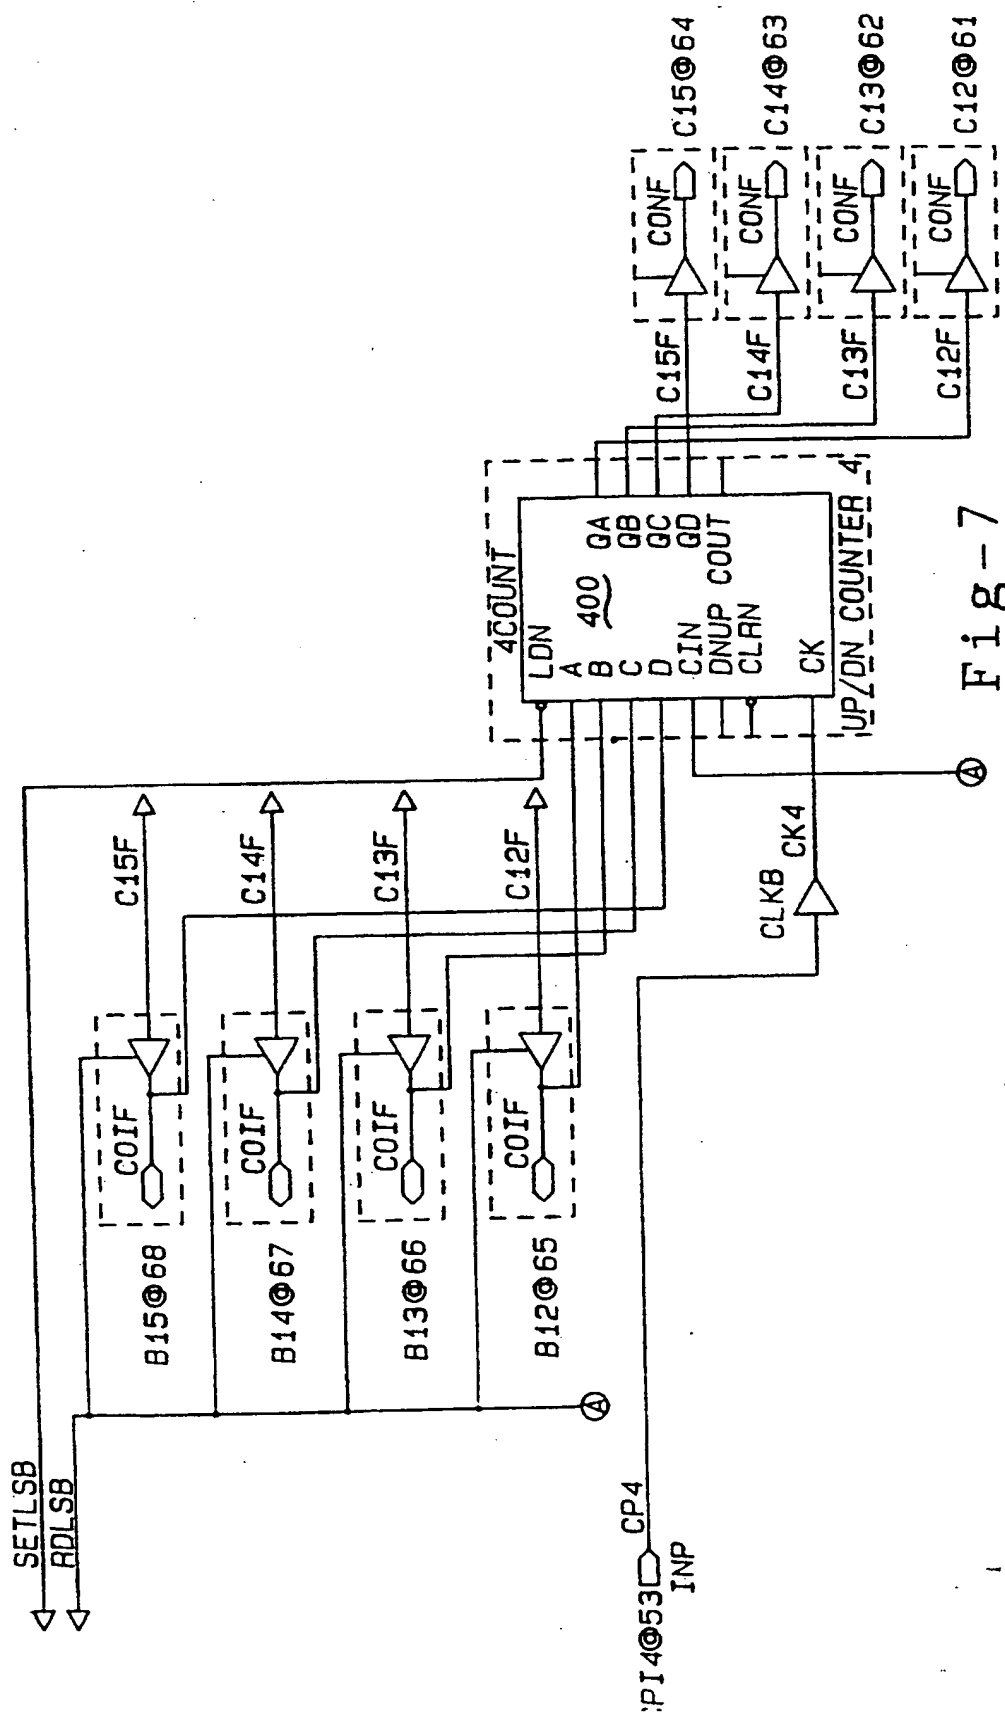 SETLSB
RDLSB
B15@68
COIF
C15F
B14@67
COIF
C14F
B13@66
COIF
C13F
B12@65
COIF
C12F
A
CP4
INP
CLKB
CK4
A
4COUNT
LDN
A
B
C
D
CIN
DNUP
CLRN
CK
400
QA
QB
QC
QD
COUT
UP/DN COUNTER 4
C15F
CONF
C15@64
C14F
CONF
C14@63
C13F
CONF
C13@62
C12F
CONF
C12@61
Fig-7